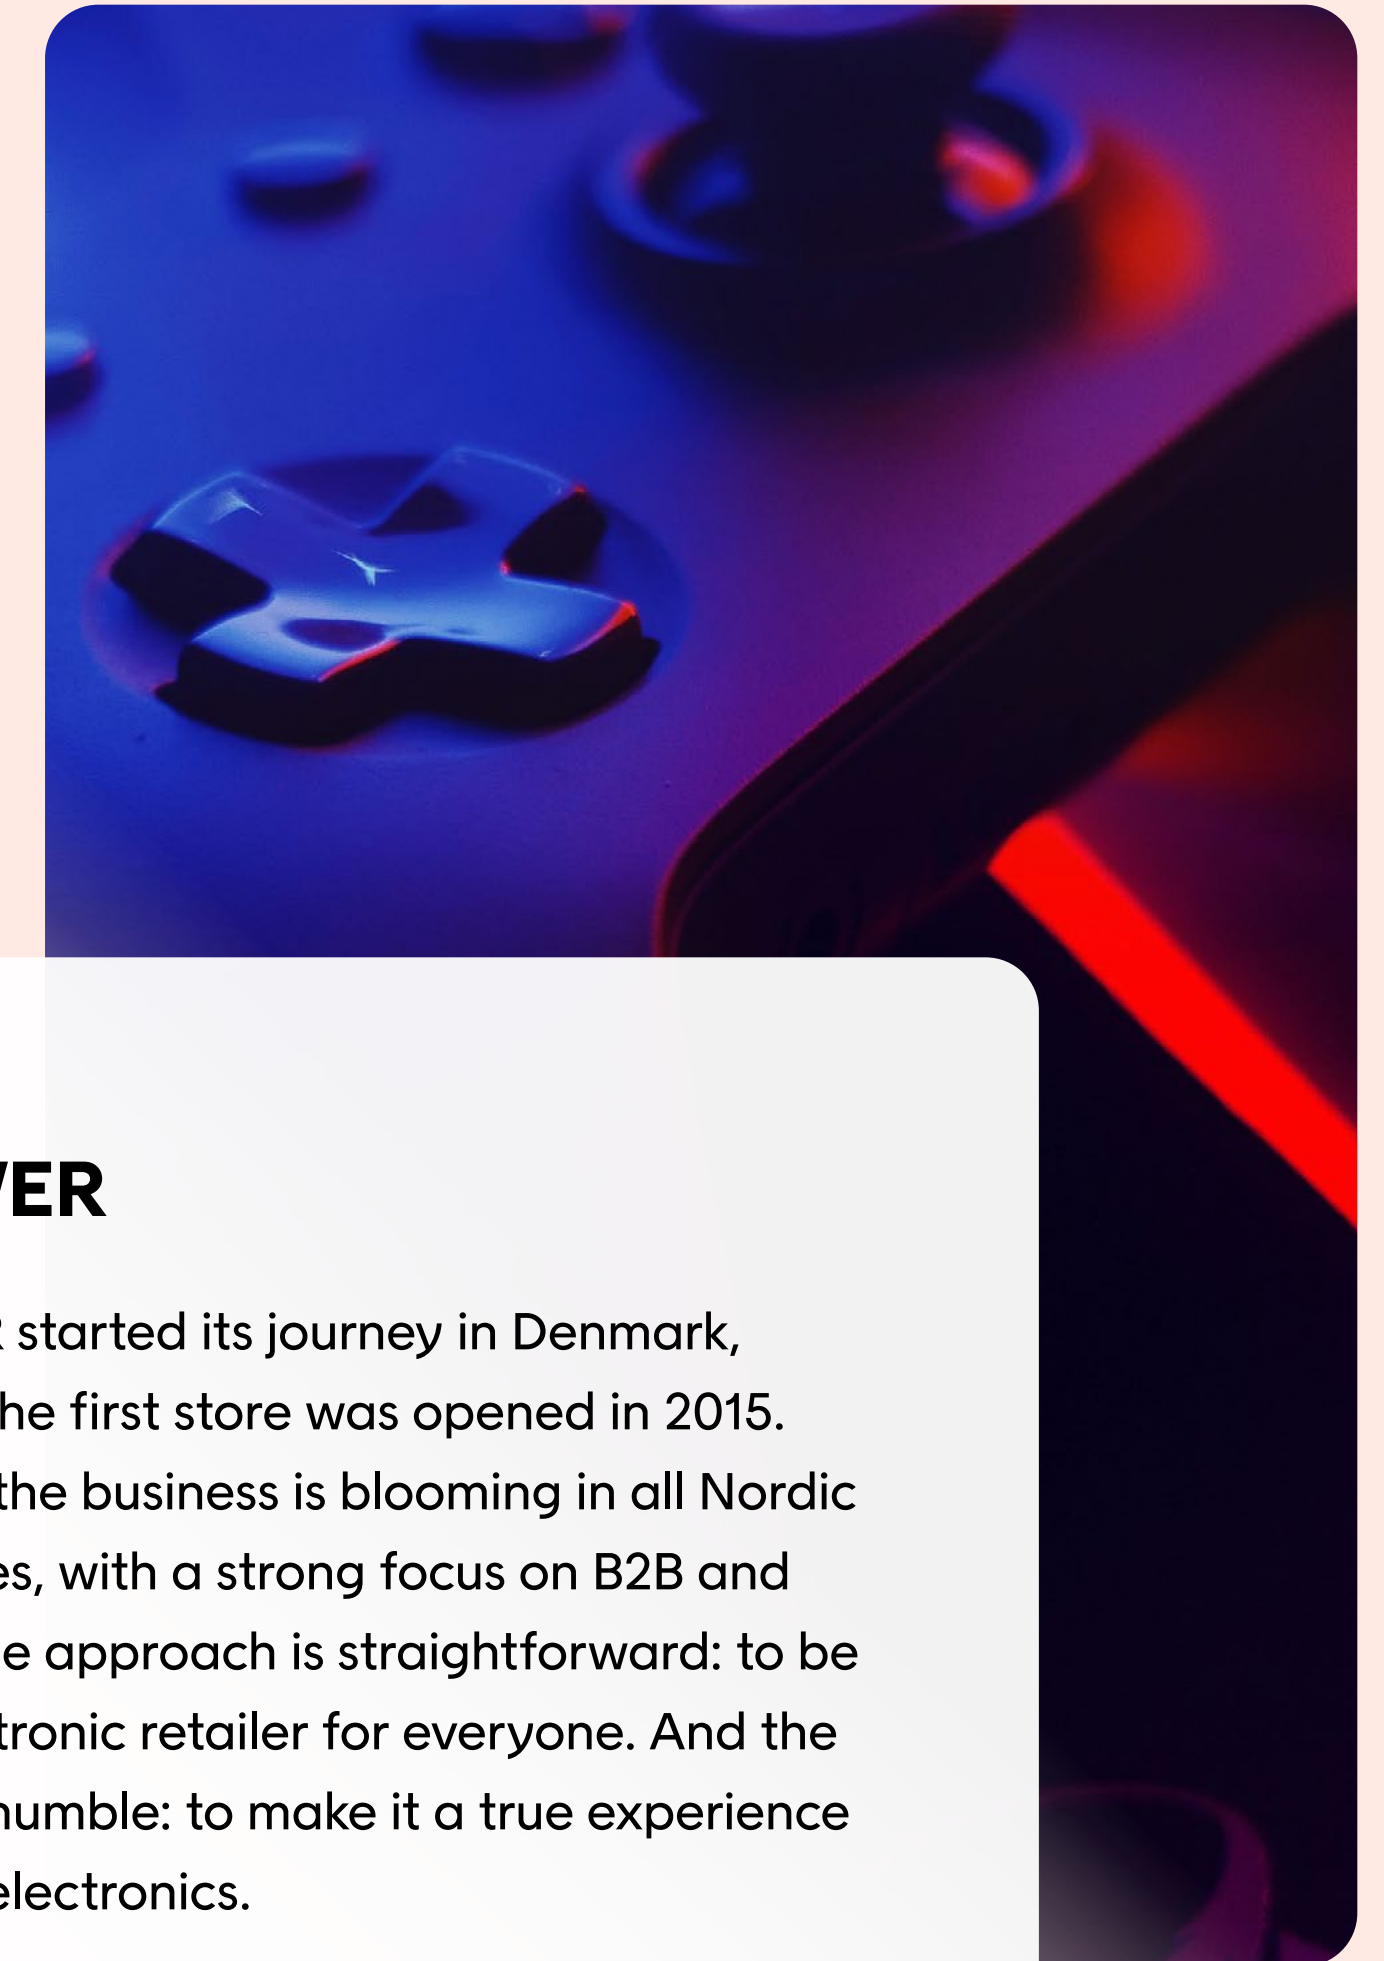 WER
R started its journey in Denmark,
he first store was opened in 2015.
the business is blooming in all Nordic
es, with a strong focus on B2B and
e approach is straightforward: to be
tronic retailer for everyone. And the
humble: to make it a true experience
electronics.